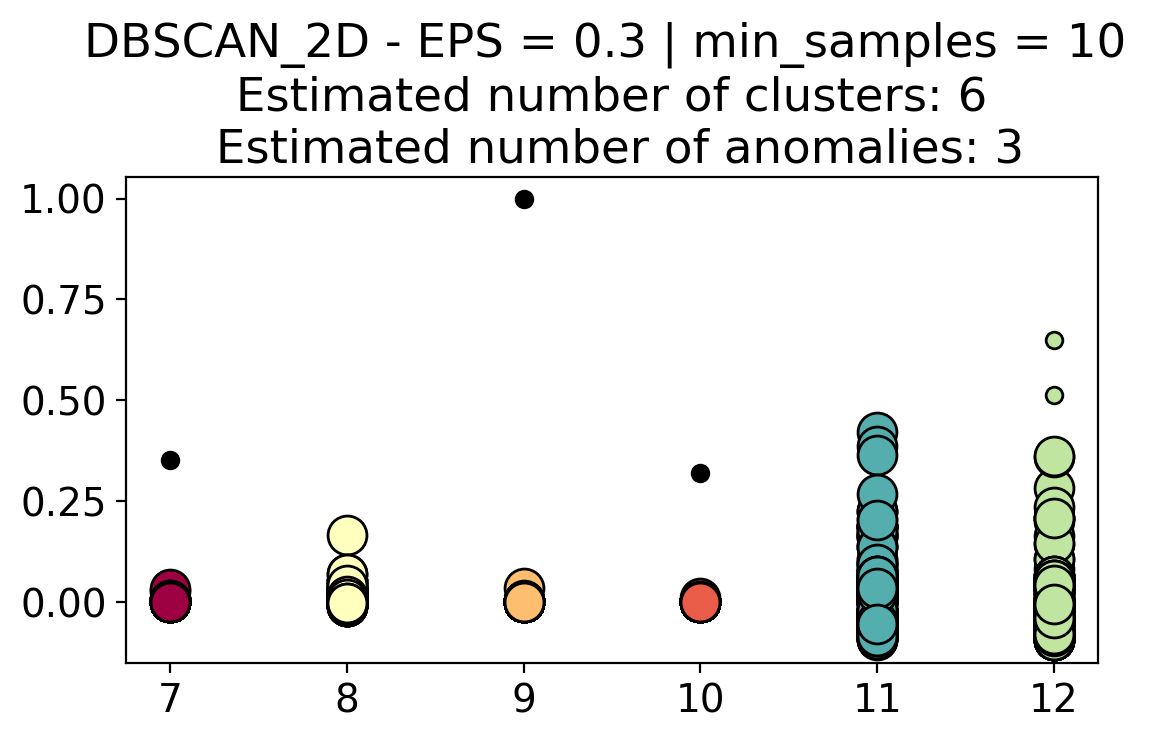 DBSCAN_2D - EPS = 0.3 | min_samples = 10
Estimated number of clusters: 6
Estimated number of anomalies: 3
1.00
0.75
0.50
0.25
0.00
7 8 9 10 11 12